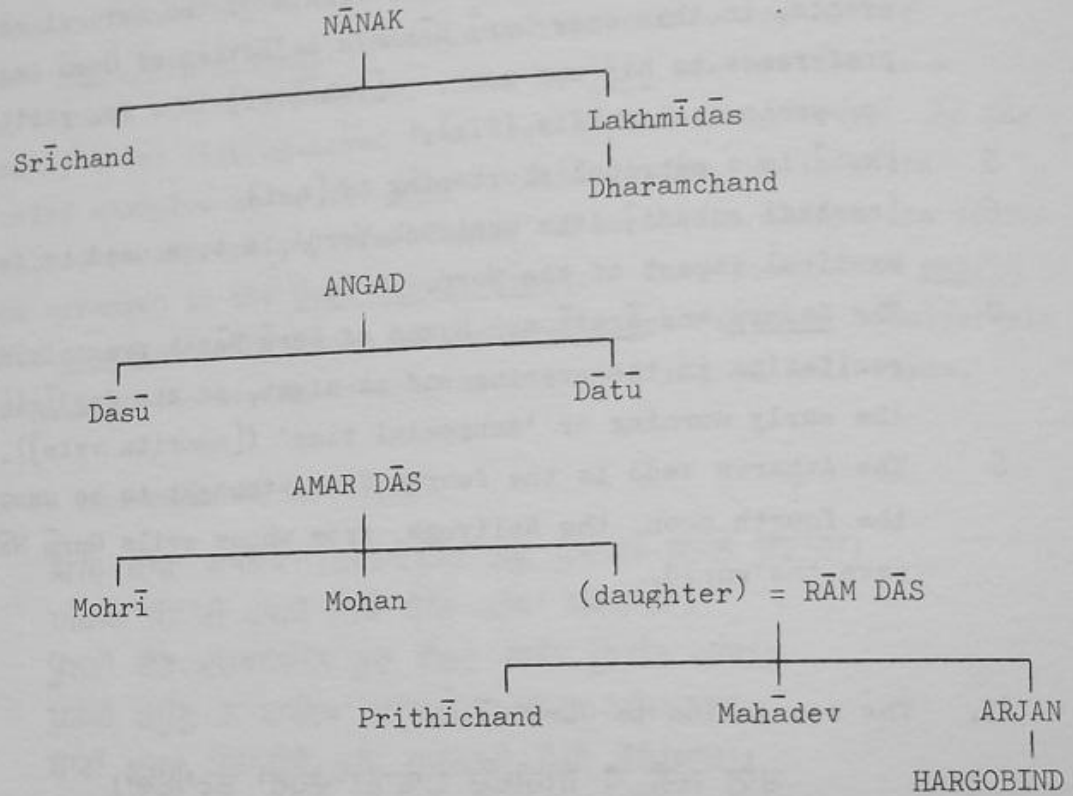 NĀNAK
Lakhmīdās
Srīchand
Dharamchand
ANGAD
Dāsū Dātū
AMAR DĀS
Mohrī Mohan (daughter) = RĀM DĀS
Prithīchand Mahādev ARJAN
HARGOBIND